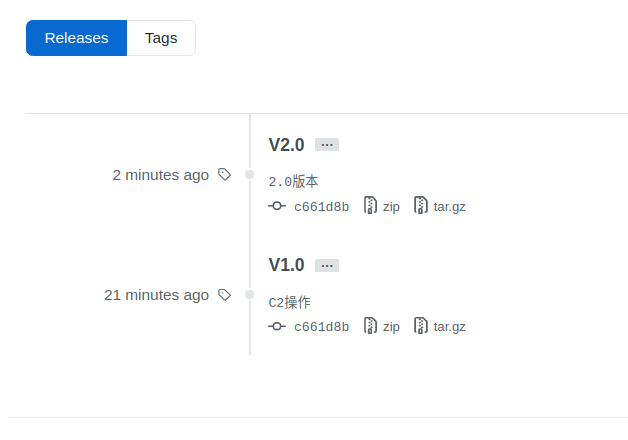 Releases Tags
V2.0 ...
2 minutes ago
2.0版本
c661d8b zip tar.gz
V1.0 ...
21 minutes ago
C2操作
c661d8b zip tar.gz